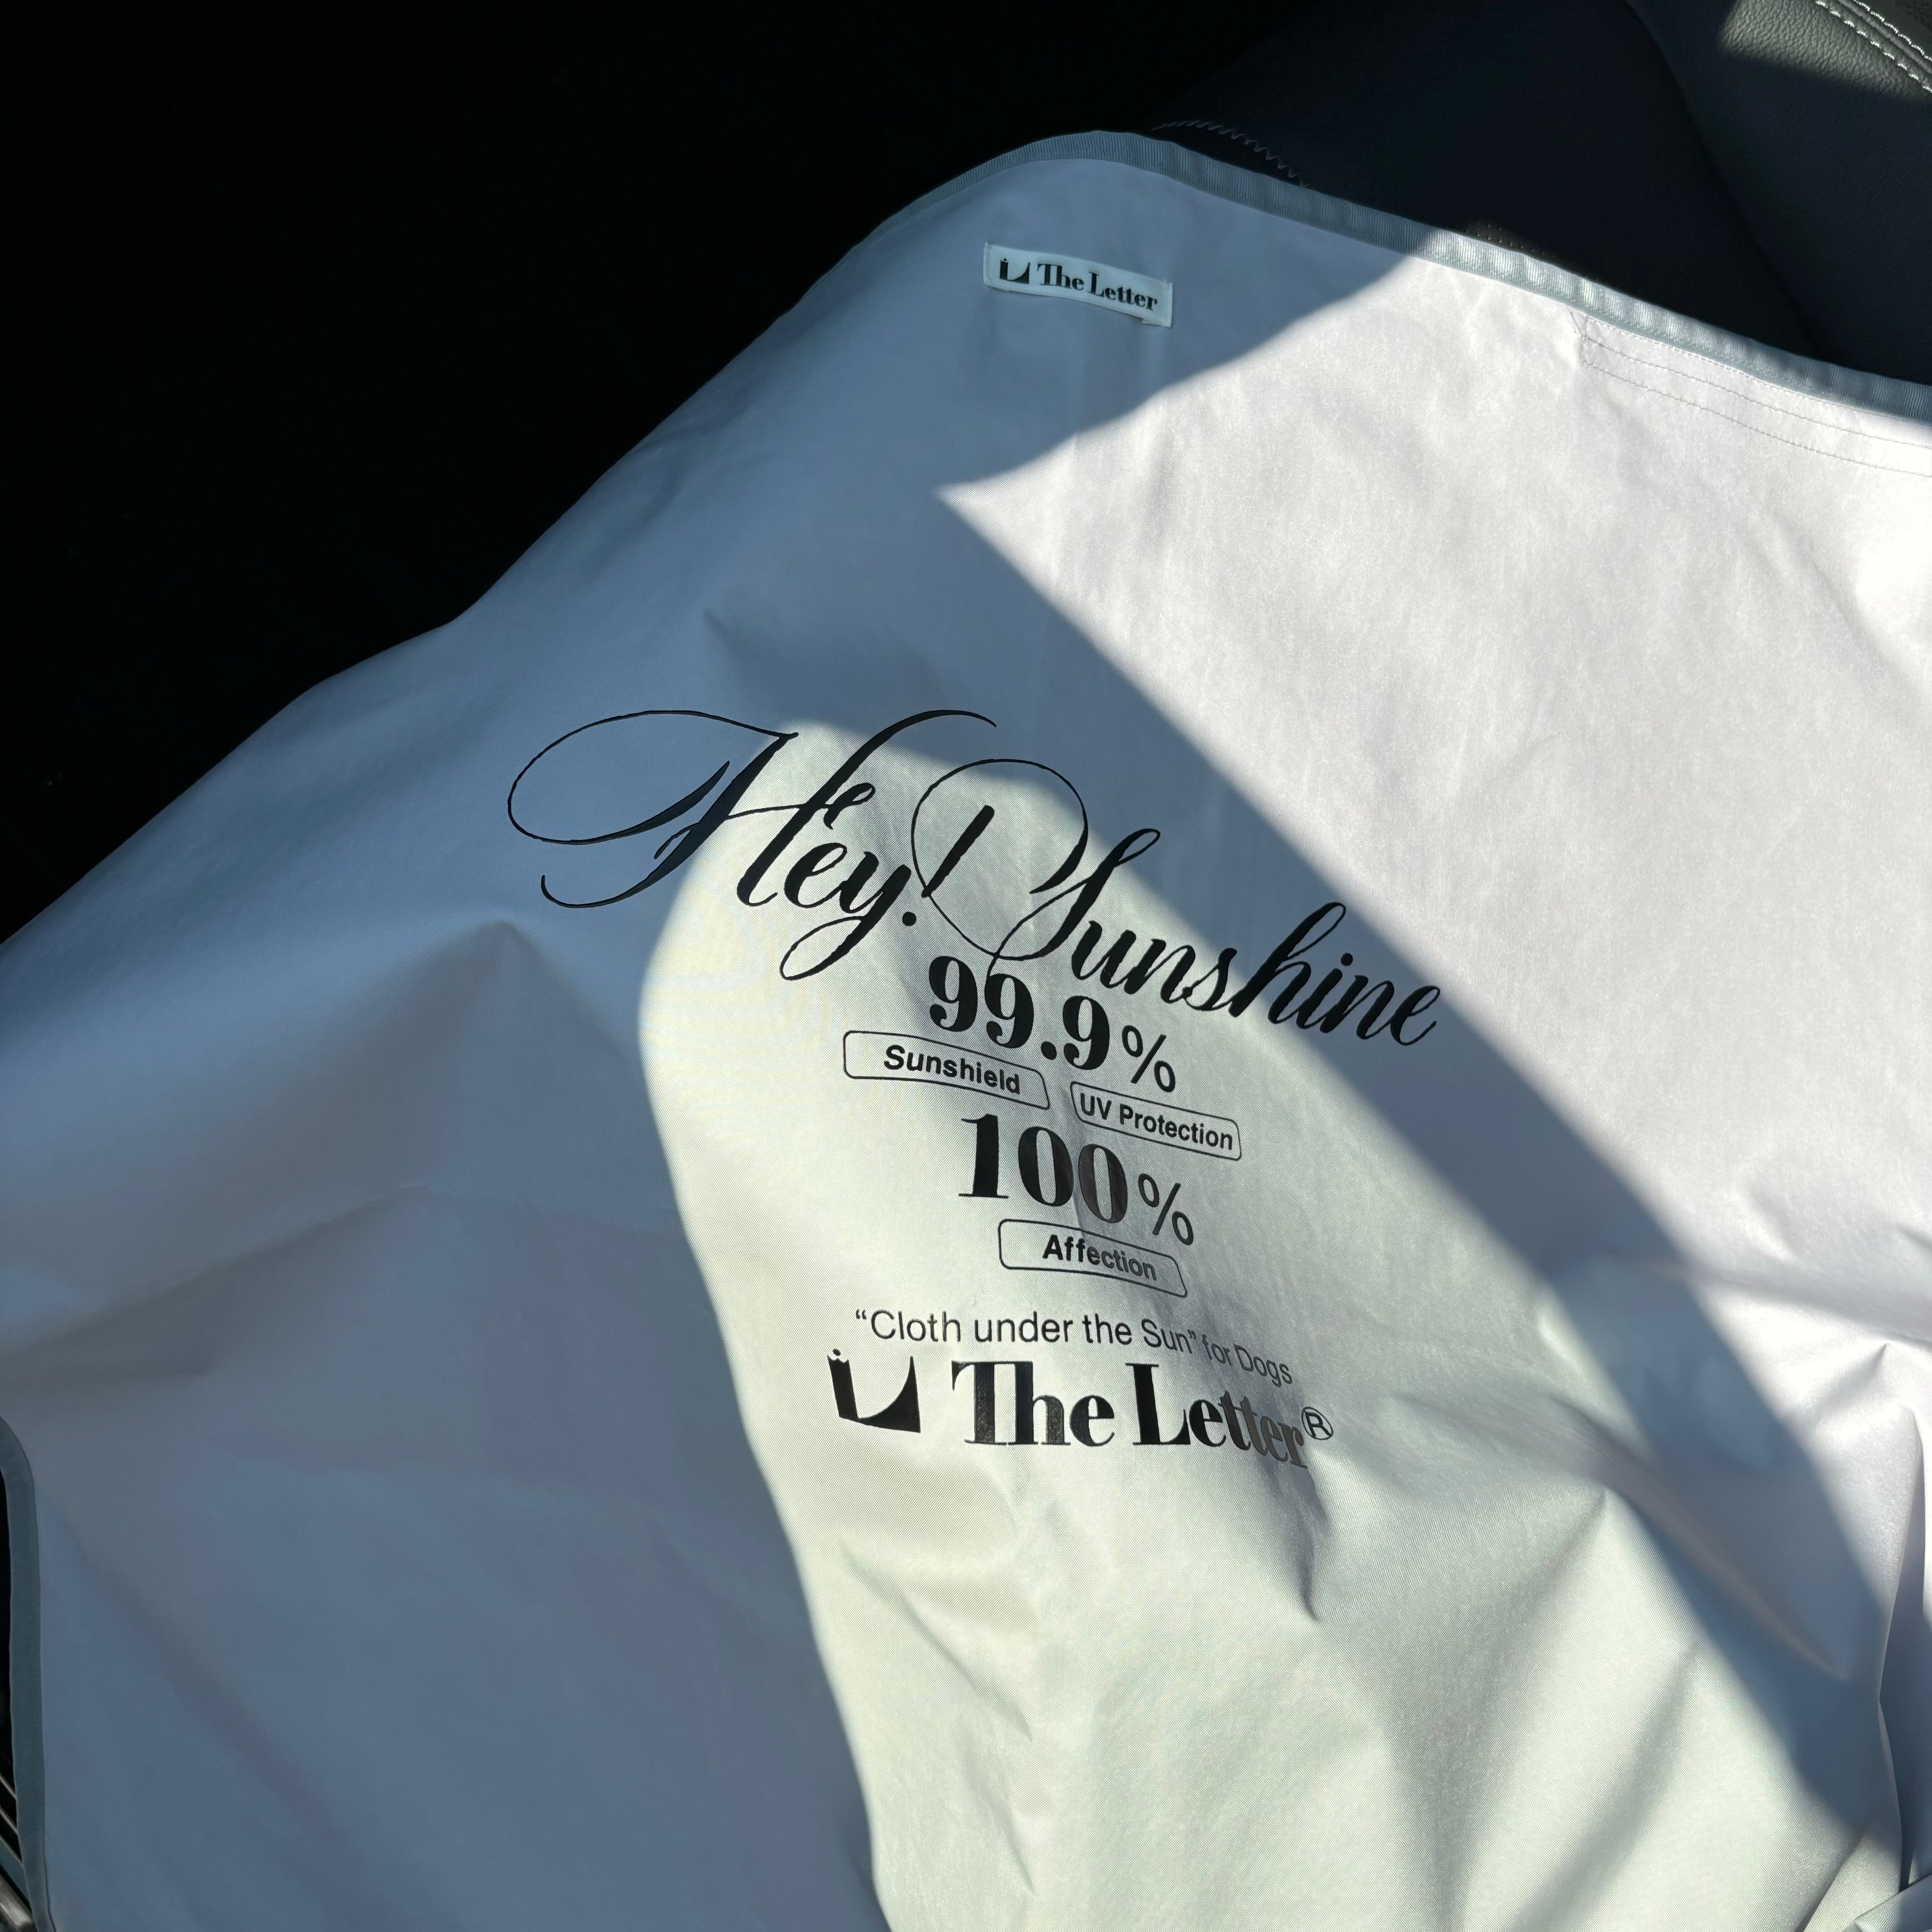 The Letter
Hey! Sunshine
99.9%
Sunshield UV Protection
100%
Affection
“Cloth under the Sun” for Dogs
The Letter®